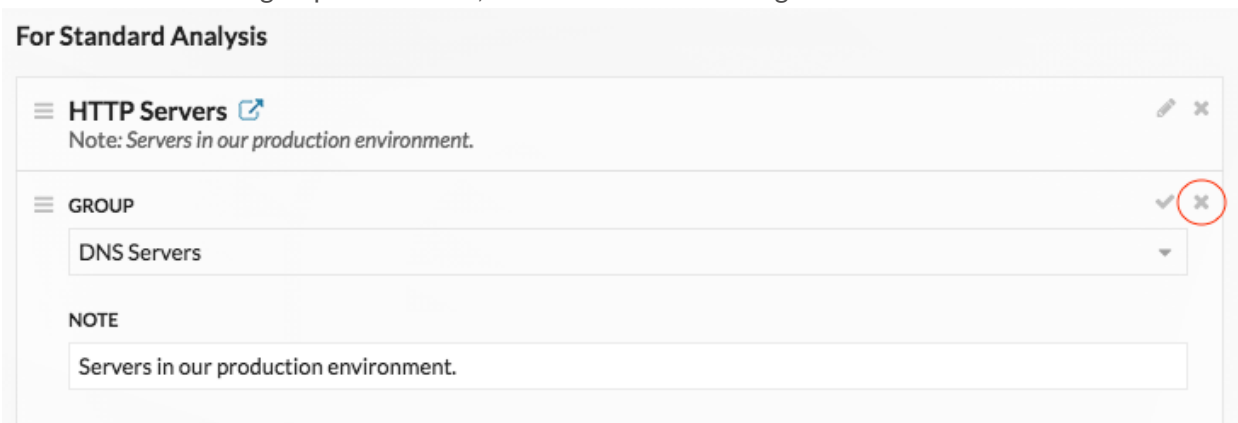 For Standard Analysis
HTTP Servers
Note: Servers in our production environment.
GROUP
DNS Servers
NOTE
Servers in our production environment.